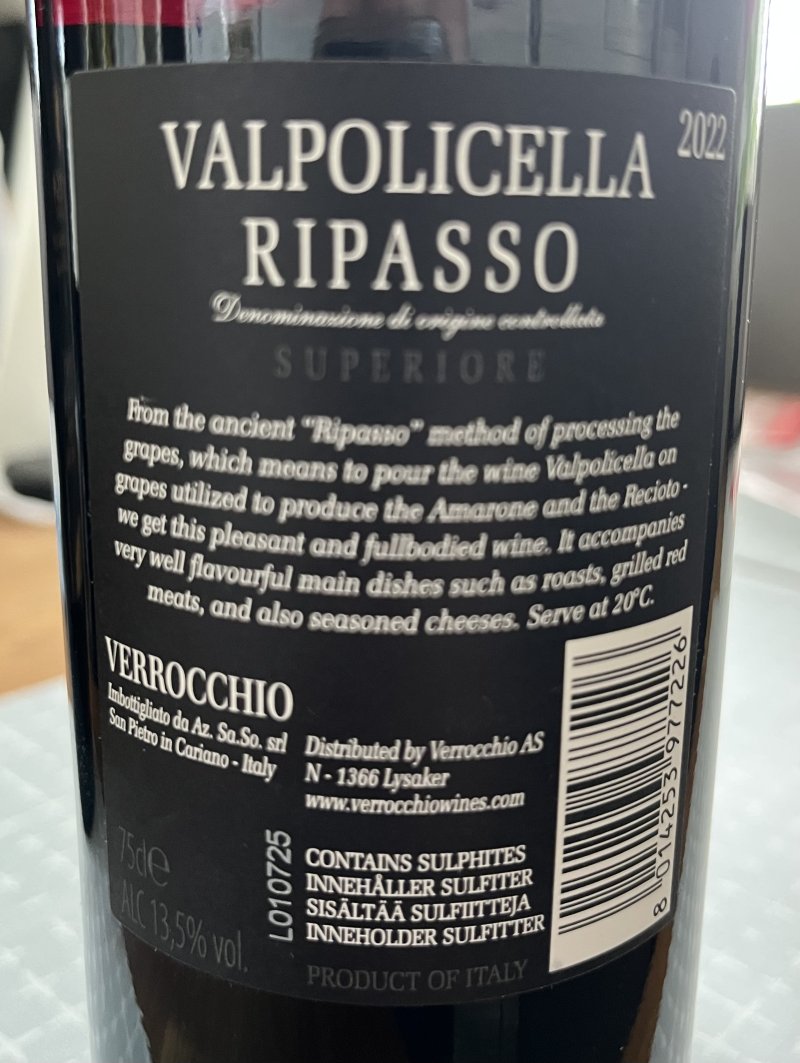 VALPOLICELLA
2022
RIPASSO
Denominazione di origine controllata
SUPERIORE
From the ancient "Ripasso" method of processing the
grapes, which means to pour the wine Valpolicella on
grapes utilized to produce the Amarone and the Recioto -
we get this pleasant and fullbodied wine. It accompanies
very well flavourful main dishes such as roasts, grilled red
meats, and also seasoned cheeses. Serve at 20°C.
VERROCCHIO
Imbottigliato da Az. Sa.So. srl
San Pietro in Cariano - Italy
Distributed by Verrocchio AS
N - 1366 Lysaker
www.verrocchiowines.com
75cl e
ALC 13,5% vol.
L010725
CONTAINS SULPHITES
INNEHÅLLER SULFITER
SISÄLTÄÄ SULFIITTEJA
INNEHOLDER SULFITTER
PRODUCT OF ITALY
8 014253 977226